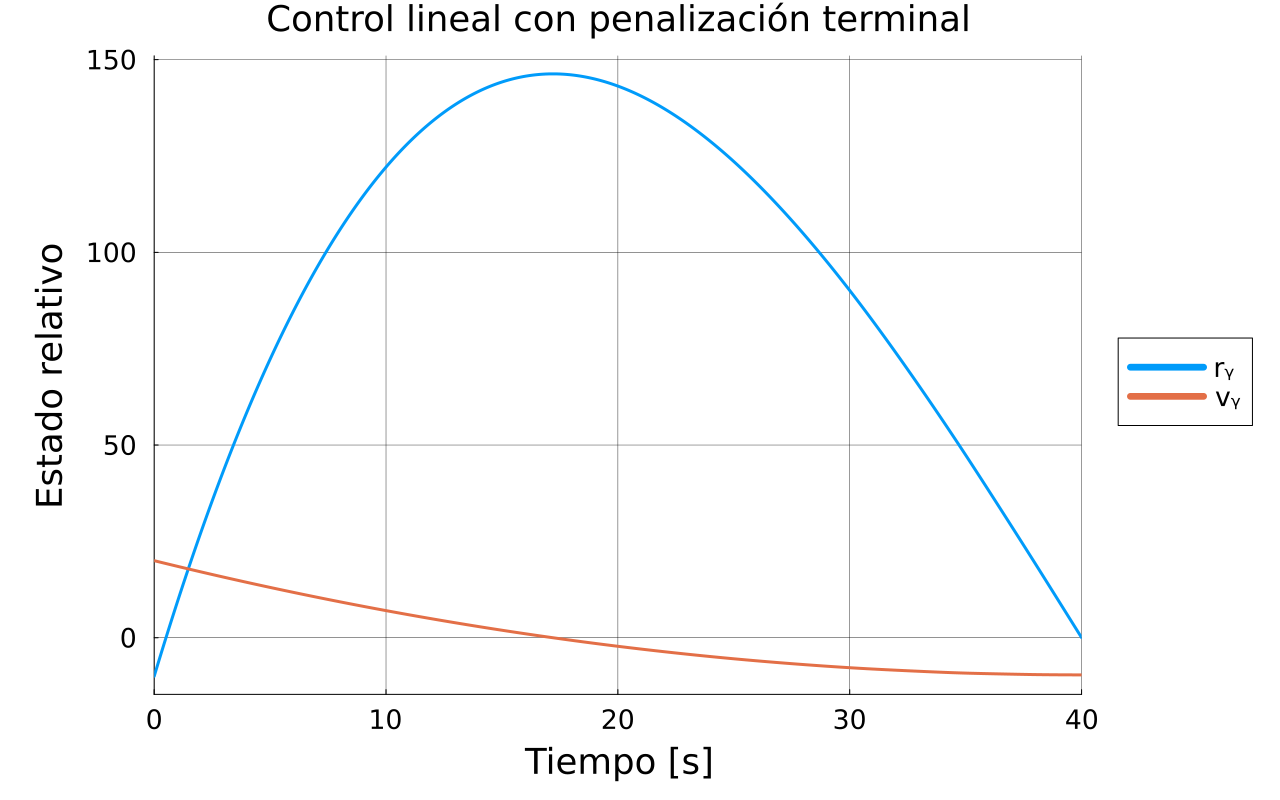 Control lineal con penalización terminal
Estado relativo
150
100
50
0
0 10 20 30 40
Tiempo [s]
rᵧ
vᵧ